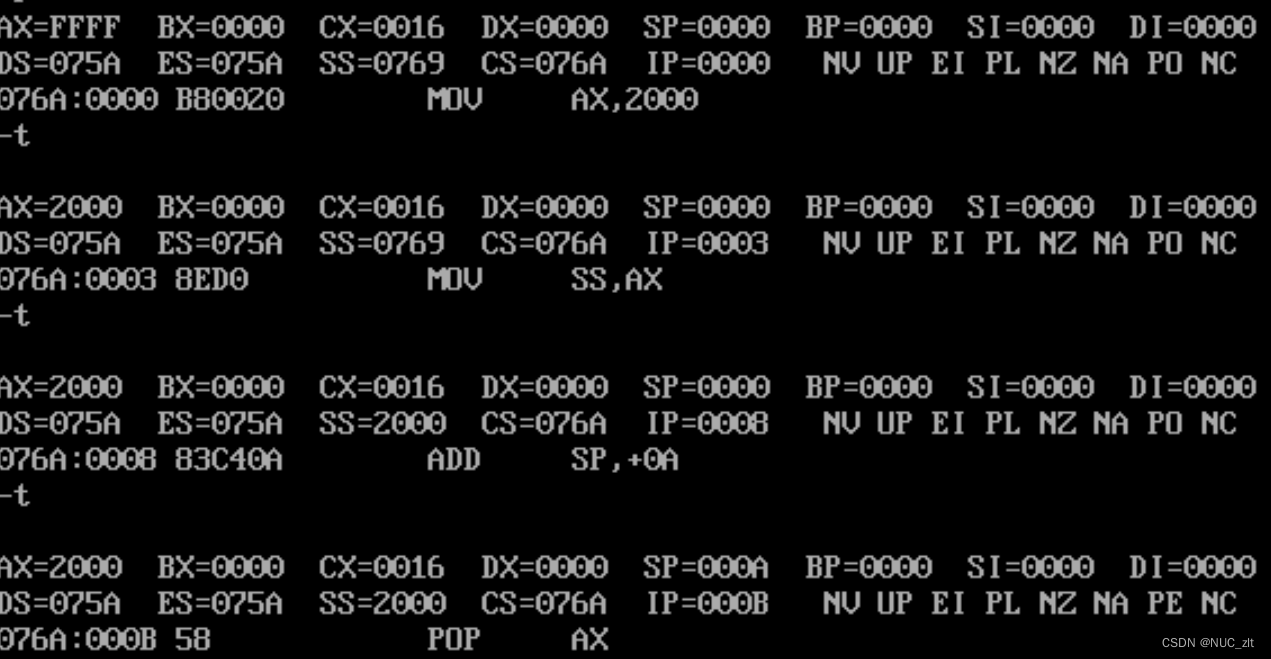 AX=FFFF BX=0000 CX=0016 DX=0000 SP=0000 BP=0000 SI=0000 DI=0000
DS=075A ES=075A SS=0769 CS=076A IP=0000 NV UP EI PL NZ NA PO NC
076A:0000 B80020 MOV AX,2000
-t
AX=2000 BX=0000 CX=0016 DX=0000 SP=0000 BP=0000 SI=0000 DI=0000
DS=075A ES=075A SS=0769 CS=076A IP=0003 NV UP EI PL NZ NA PO NC
076A:0003 8ED0 MOV SS,AX
-t
AX=2000 BX=0000 CX=0016 DX=0000 SP=0000 BP=0000 SI=0000 DI=0000
DS=075A ES=075A SS=2000 CS=076A IP=0008 NV UP EI PL NZ NA PO NC
076A:0008 83C40A ADD SP,+0A
-t
AX=2000 BX=0000 CX=0016 DX=0000 SP=000A BP=0000 SI=0000 DI=0000
DS=075A ES=075A SS=2000 CS=076A IP=000B NV UP EI PL NZ NA PE NC
076A:000B 58 POP AX
CSDN @NUC_zlt